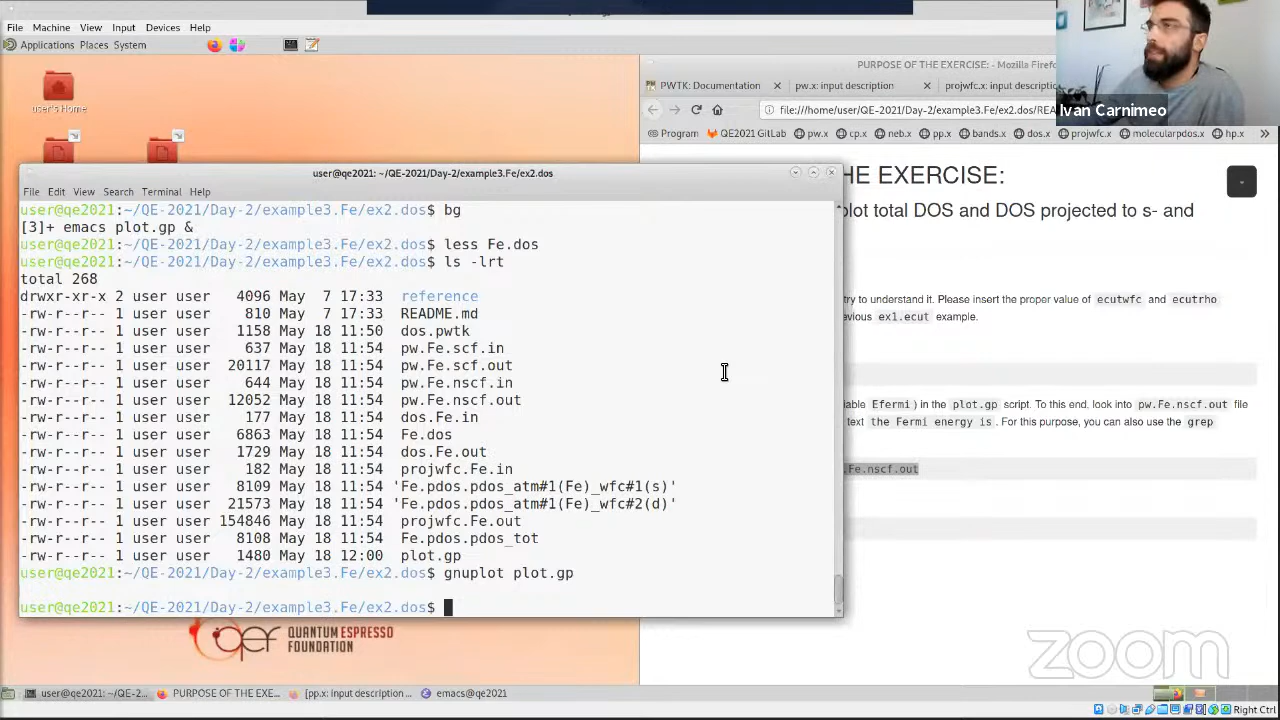 File Machine View Input Devices Help
Applications Places System
user's Home
PURPOSE OF THE EXERCISE: - Mozilla Firefo
PWTK: Documentation
pw.x: input description
projwfc.x: input descriptio
file:///home/user/QE-2021/Day-2/example3.Fe/ex2.dos/REA
Ivan Carnimeo
Program QE2021 GitLab pw.x cp.x neb.x pp.x bands.x dos.x projwfc.x molecularpdos.x hp.x
user@qe2021: ~/QE-2021/Day-2/example3.Fe/ex2.dos
File Edit View Search Terminal Help
user@qe2021:~/QE-2021/Day-2/example3.Fe/ex2.dos$ bg
[3]+ emacs plot.gp &
user@qe2021:~/QE-2021/Day-2/example3.Fe/ex2.dos$ less Fe.dos
user@qe2021:~/QE-2021/Day-2/example3.Fe/ex2.dos$ ls -lrt
total 268
drwxr-xr-x 2 user user 4096 May 7 17:33 reference
-rw-r--r-- 1 user user 810 May 7 17:33 README.md
-rw-r--r-- 1 user user 1158 May 18 11:50 dos.pwtk
-rw-r--r-- 1 user user 637 May 18 11:54 pw.Fe.scf.in
-rw-r--r-- 1 user user 20117 May 18 11:54 pw.Fe.scf.out
-rw-r--r-- 1 user user 644 May 18 11:54 pw.Fe.nscf.in
-rw-r--r-- 1 user user 12052 May 18 11:54 pw.Fe.nscf.out
-rw-r--r-- 1 user user 177 May 18 11:54 dos.Fe.in
-rw-r--r-- 1 user user 6863 May 18 11:54 Fe.dos
-rw-r--r-- 1 user user 1729 May 18 11:54 dos.Fe.out
-rw-r--r-- 1 user user 182 May 18 11:54 projwfc.Fe.in
-rw-r--r-- 1 user user 8109 May 18 11:54 'Fe.pdos.pdos_atm#1(Fe)_wfc#1(s)'
-rw-r--r-- 1 user user 21573 May 18 11:54 'Fe.pdos.pdos_atm#1(Fe)_wfc#2(d)'
-rw-r--r-- 1 user user 154846 May 18 11:54 projwfc.Fe.out
-rw-r--r-- 1 user user 8108 May 18 11:54 Fe.pdos.pdos_tot
-rw-r--r-- 1 user user 1480 May 18 12:00 plot.gp
user@qe2021:~/QE-2021/Day-2/example3.Fe/ex2.dos$ gnuplot plot.gp
user@qe2021:~/QE-2021/Day-2/example3.Fe/ex2.dos$
HE EXERCISE:
plot total DOS and DOS projected to s- and
try to understand it. Please insert the proper value of ecutwfc and ecutrho
evious ex1.ecut example.
iable Efermi) in the plot.gp script. To this end, look into pw.Fe.nscf.out file
text the Fermi energy is. For this purpose, you can also use the grep
.Fe.nscf.out
QUANTUM ESPRESSO
FOUNDATION
zoom
user@qe2021: ~/QE-2...
PURPOSE OF THE EXE...
[pp.x: input description ...
emacs@qe2021
Right Ctrl